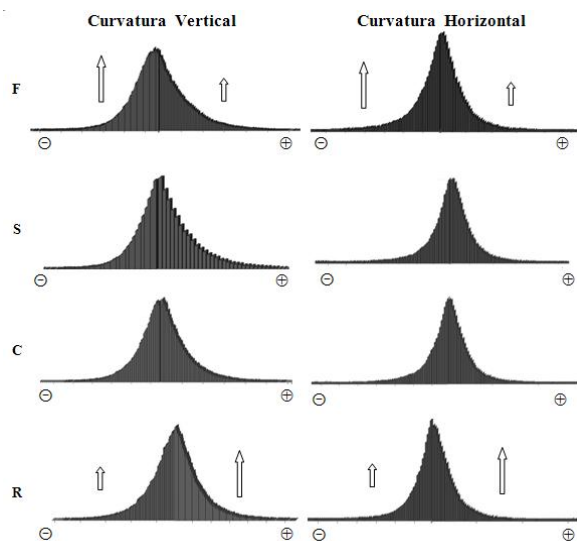 Curvatura Vertical Curvatura Horizontal
F
⊖ ⊕ ⊖ ⊕
S
⊖ ⊕ ⊖ ⊕
C
⊖ ⊕ ⊖ ⊕
R
⊖ ⊕ ⊖ ⊕